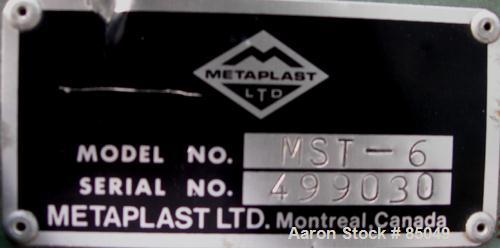 METAPLAST
LTD
MODEL NO. MST-6
SERIAL NO. 499030
METAPLAST LTD. Montreal, Canada
Aaron Stock # 85049